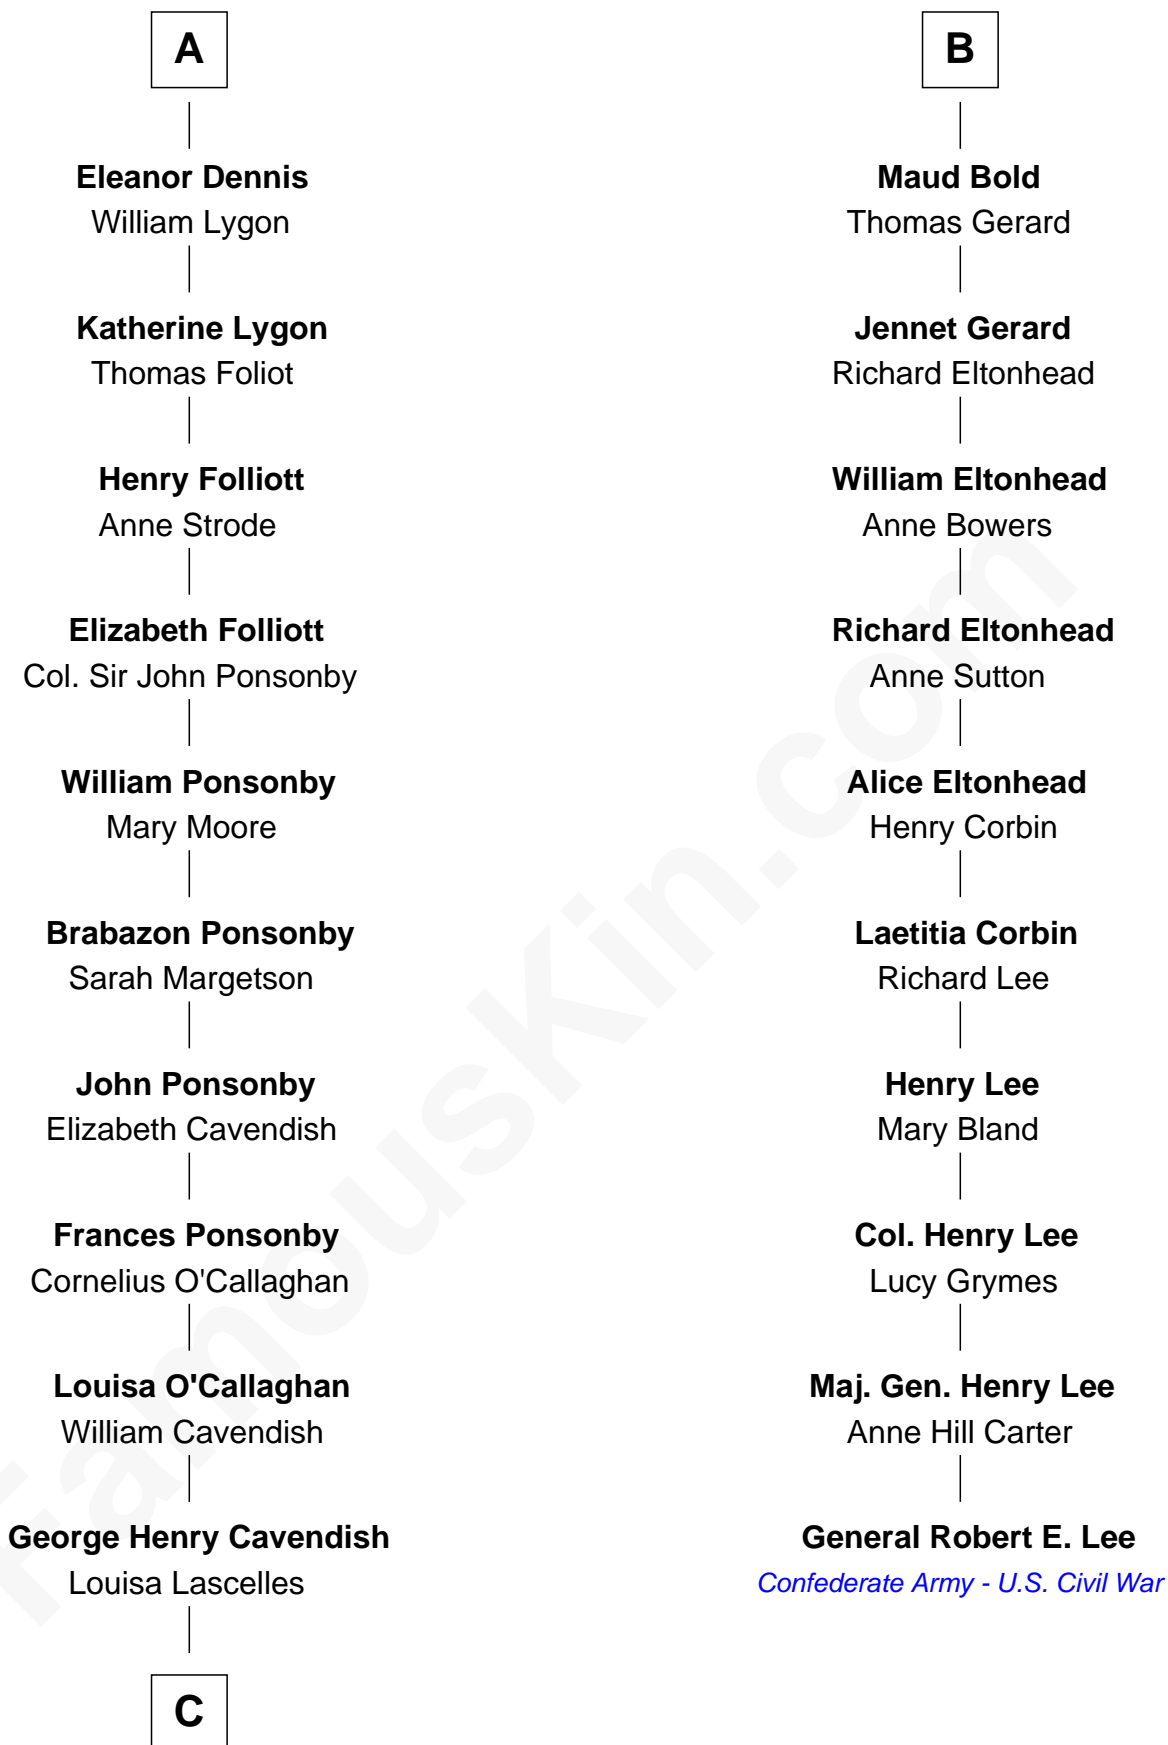 A
Eleanor Dennis
William Lygon
Katherine Lygon
Thomas Foliot
Henry Folliott
Anne Strode
Elizabeth Folliott
Col. Sir John Ponsonby
William Ponsonby
Mary Moore
Brabazon Ponsonby
Sarah Margetson
John Ponsonby
Elizabeth Cavendish
Frances Ponsonby
Cornelius O'Callaghan
Louisa O'Callaghan
William Cavendish
George Henry Cavendish
Louisa Lascelles
C
B
Maud Bold
Thomas Gerard
Jennet Gerard
Richard Eltonhead
William Eltonhead
Anne Bowers
Richard Eltonhead
Anne Sutton
Alice Eltonhead
Henry Corbin
Laetitia Corbin
Richard Lee
Henry Lee
Mary Bland
Col. Henry Lee
Lucy Grymes
Maj. Gen. Henry Lee
Anne Hill Carter
General Robert E. Lee
Confederate Army - U.S. Civil War
FamousKin.com